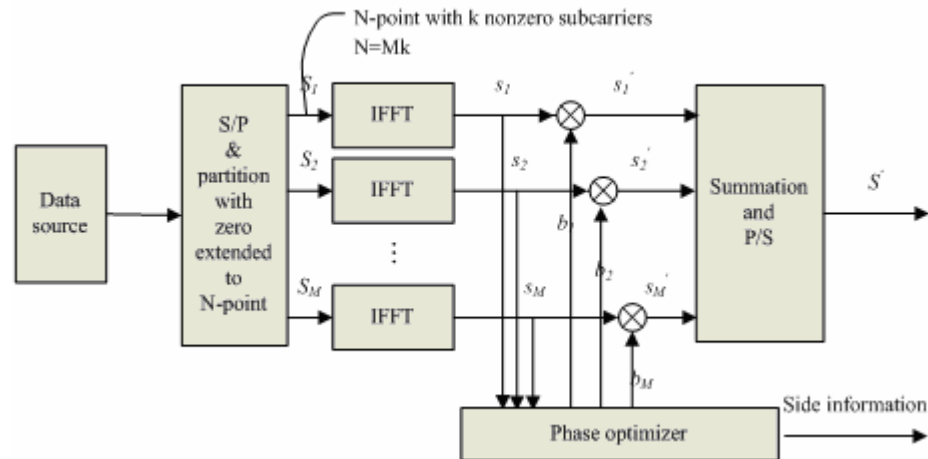 N-point with k nonzero subcarriers
N=Mk
S1
IFFT
s1
s1′
S/P
&
partition
with
zero
extended
to
N-point
S2
IFFT
s2
s2′
Data
source
Summation
and
P/S
S′
⋮
b2
SM
IFFT
sM
sM′
bM
Phase optimizer
Side information